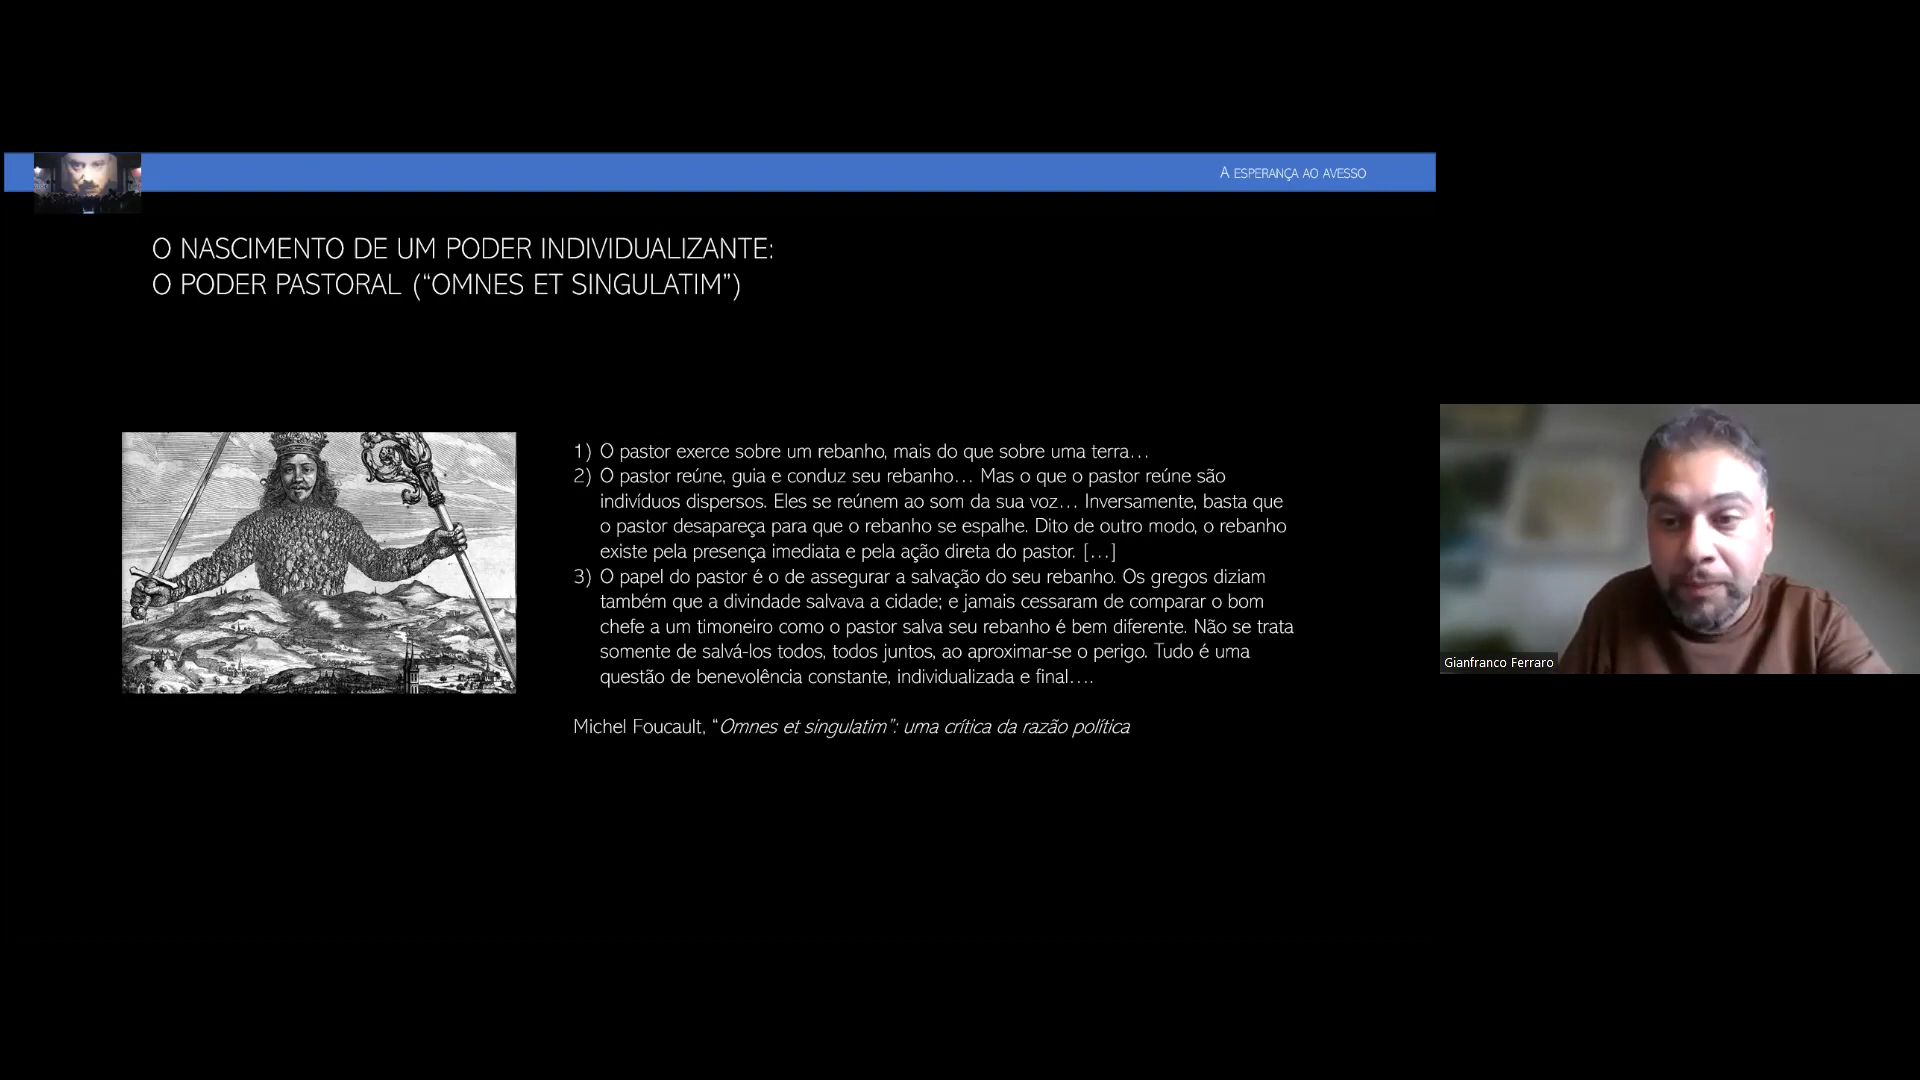 A ESPERANÇA AO AVESSO
O NASCIMENTO DE UM PODER INDIVIDUALIZANTE:
O PODER PASTORAL (“OMNES ET SINGULATIM”)
1) O pastor exerce sobre um rebanho, mais do que sobre uma terra…
2) O pastor reúne, guia e conduz seu rebanho… Mas o que o pastor reúne são
indivíduos dispersos. Eles se reúnem ao som da sua voz… Inversamente, basta que
o pastor desapareça para que o rebanho se espalhe. Dito de outro modo, o rebanho
existe pela presença imediata e pela ação direta do pastor. […]
3) O papel do pastor é o de assegurar a salvação do seu rebanho. Os gregos diziam
também que a divindade salvava a cidade; e jamais cessaram de comparar o bom
chefe a um timoneiro como o pastor salva seu rebanho é bem diferente. Não se trata
somente de salvá-los todos, todos juntos, ao aproximar-se o perigo. Tudo é uma
questão de benevolência constante, individualizada e final….
Michel Foucault, “Omnes et singulatim”: uma crítica da razão política
Gianfranco Ferraro